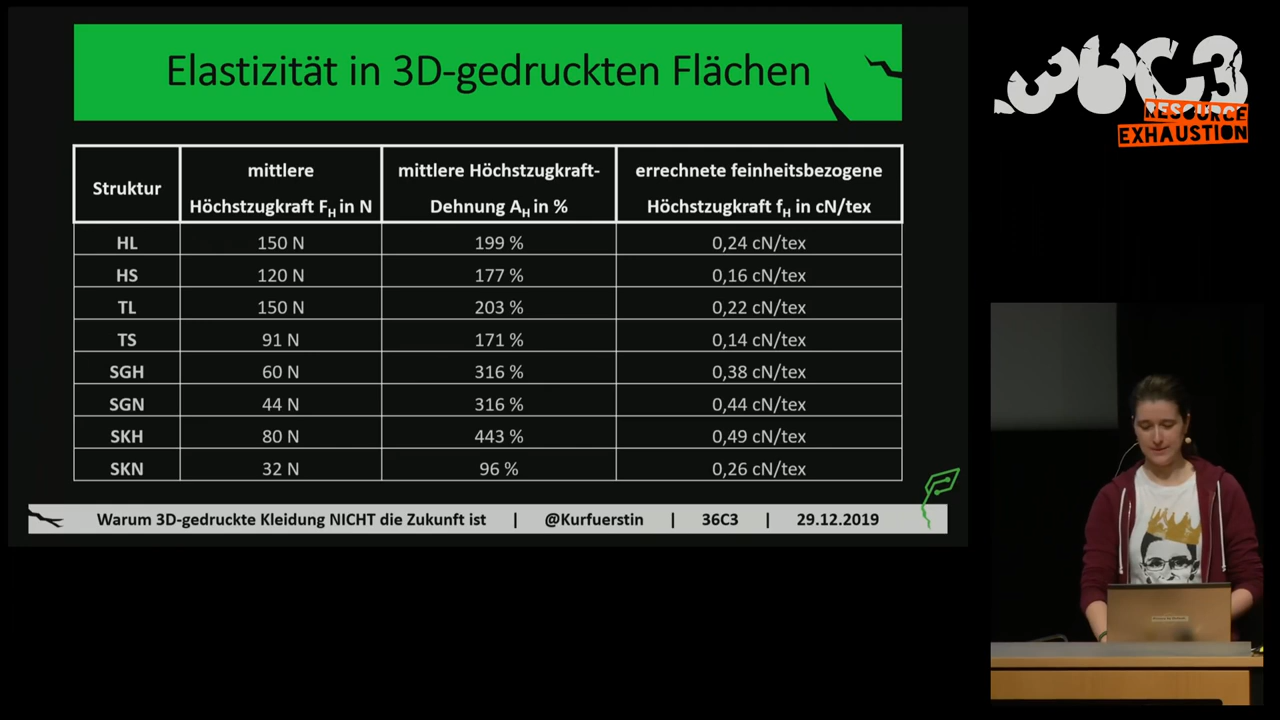 Elastizität in 3D-gedruckten Flächen
36C3
RESOURCE
EXHAUSTION
Struktur | mittlere Höchstzugkraft FH in N | mittlere Höchstzugkraft-Dehnung AH in % | errechnete feinheitsbezogene Höchstzugkraft fH in cN/tex
HL 150 N 199 % 0,24 cN/tex
HS 120 N 177 % 0,16 cN/tex
TL 150 N 203 % 0,22 cN/tex
TS 91 N 171 % 0,14 cN/tex
SGH 60 N 316 % 0,38 cN/tex
SGN 44 N 316 % 0,44 cN/tex
SKH 80 N 443 % 0,49 cN/tex
SKN 32 N 96 % 0,26 cN/tex
Warum 3D-gedruckte Kleidung NICHT die Zukunft ist | @Kurfuerstin | 36C3 | 29.12.2019